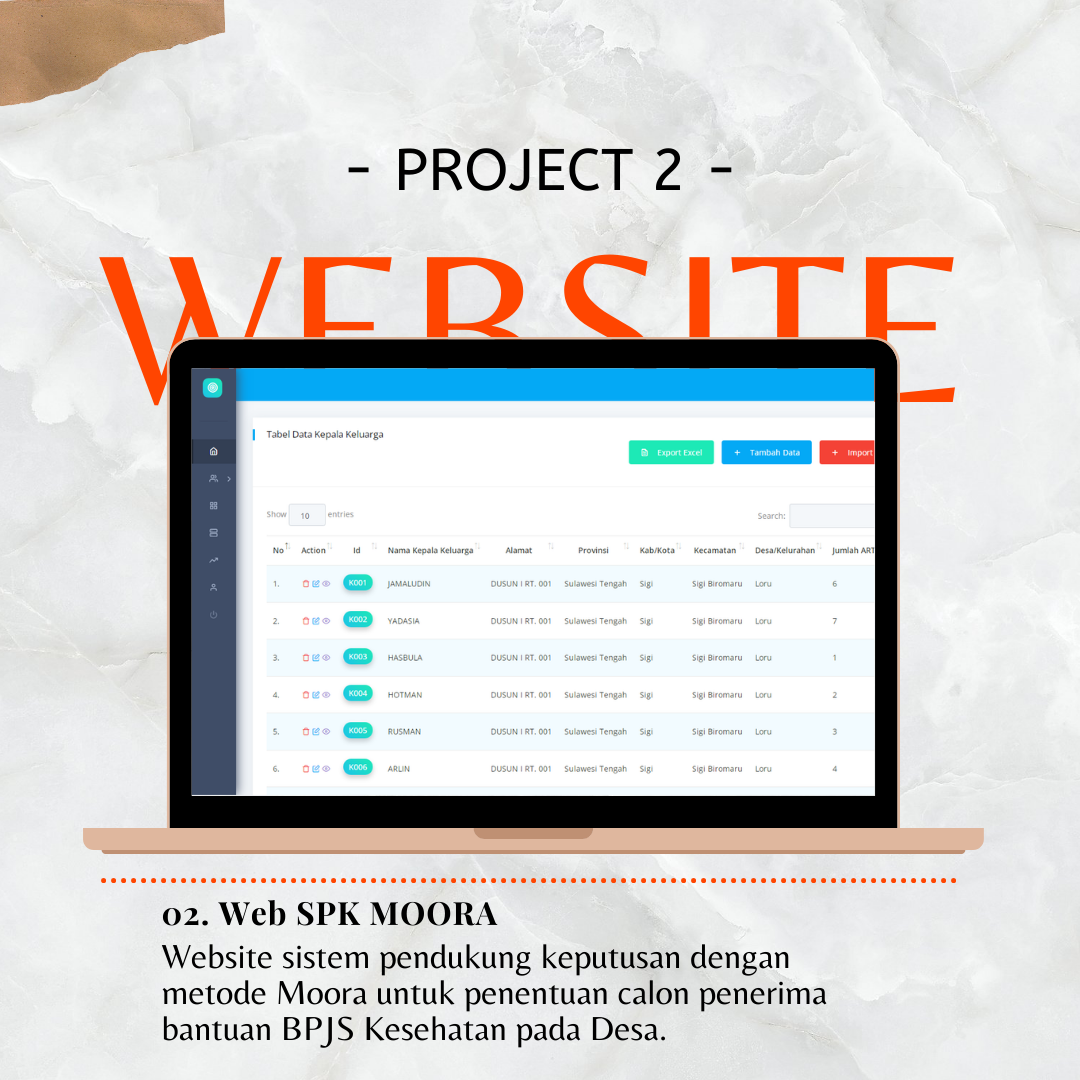 - PROJECT 2 -
WEBSITE
Tabel Data Kepala Keluarga
Export Excel + Tambah Data + Import
Show 10 entries Search:
No Action Id Nama Kepala Keluarga Alamat Provinsi Kab/Kota Kecamatan Desa/Kelurahan Jumlah ART
1. K001 JAMALUDIN DUSUN I RT. 001 Sulawesi Tengah Sigi Sigi Biromaru Loru 6
2. K002 YADASIA DUSUN I RT. 001 Sulawesi Tengah Sigi Sigi Biromaru Loru 7
3. K003 HASBULA DUSUN I RT. 001 Sulawesi Tengah Sigi Sigi Biromaru Loru 1
4. K004 HOTMAN DUSUN I RT. 001 Sulawesi Tengah Sigi Sigi Biromaru Loru 2
5. K005 RUSMAN DUSUN I RT. 001 Sulawesi Tengah Sigi Sigi Biromaru Loru 3
6. K006 ARLIN DUSUN I RT. 001 Sulawesi Tengah Sigi Sigi Biromaru Loru 4
02. Web SPK MOORA
Website sistem pendukung keputusan dengan
metode Moora untuk penentuan calon penerima
bantuan BPJS Kesehatan pada Desa.